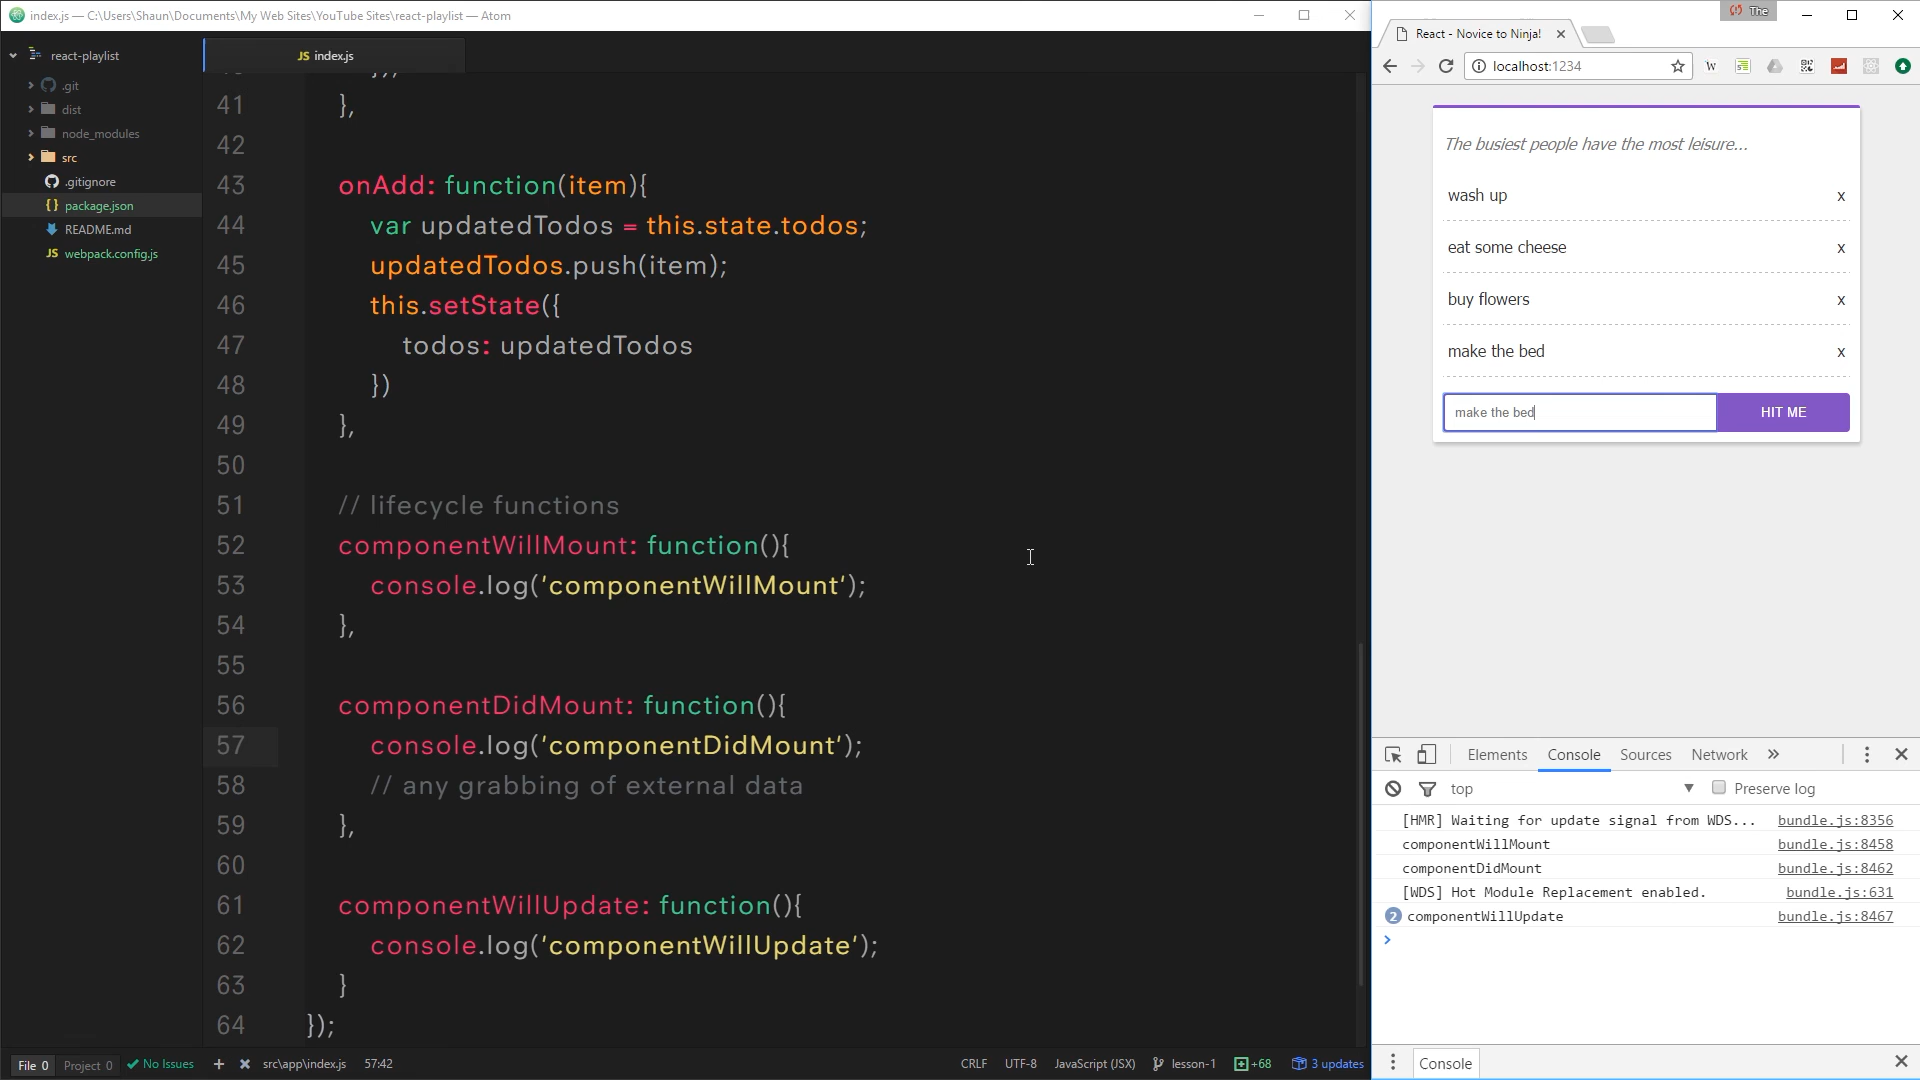 index.js — C:\Users\Shaun\Documents\My Web Sites\YouTube Sites\react-playlist — Atom
react-playlist
.git
dist
node_modules
src
.gitignore
package.json
README.md
webpack.config.js
JS index.js
41 },
42
43 onAdd: function(item){
44 var updatedTodos = this.state.todos;
45 updatedTodos.push(item);
46 this.setState({
47 todos: updatedTodos
48 })
49 },
50
51 // lifecycle functions
52 componentWillMount: function(){
53 console.log('componentWillMount');
54 },
55
56 componentDidMount: function(){
57 console.log('componentDidMount');
58 // any grabbing of external data
59 },
60
61 componentWillUpdate: function(){
62 console.log('componentWillUpdate');
63 }
64 });
File 0 Project 0 No Issues src\app\index.js 57:42 CRLF UTF-8 JavaScript (JSX) lesson-1 +68 3 updates
The
React - Novice to Ninja!
localhost:1234
The busiest people have the most leisure...
wash up x
eat some cheese x
buy flowers x
make the bed x
make the bed HIT ME
Elements Console Sources Network »
top Preserve log
[HMR] Waiting for update signal from WDS... bundle.js:8356
componentWillMount bundle.js:8458
componentDidMount bundle.js:8462
[WDS] Hot Module Replacement enabled. bundle.js:631
2 componentWillUpdate bundle.js:8467
Console